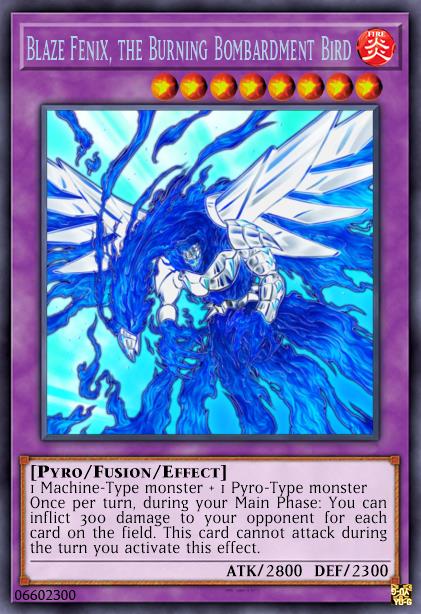 Blaze Fenix, the Burning Bombardment Bird
FIRE
炎
[Pyro/Fusion/Effect]
1 Machine-Type monster + 1 Pyro-Type monster
Once per turn, during your Main Phase: You can
inflict 300 damage to your opponent for each
card on the field. This card cannot attack during
the turn you activate this effect.
ATK/2800 DEF/2300
06602300